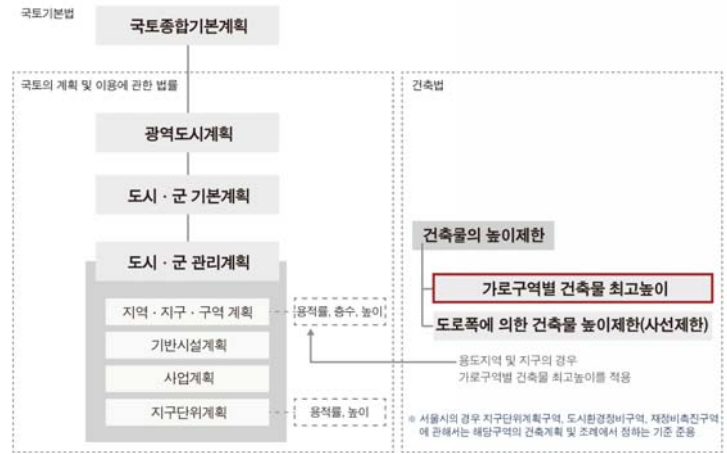 국토기본법
국토종합기본계획
국토의 계획 및 이용에 관한 법률
광역도시계획
도시 · 군 기본계획
도시 · 군 관리계획
지역 · 지구 · 구역 계획
용적률, 층수, 높이
기반시설계획
사업계획
지구단위계획
용적률, 높이
건축법
건축물의 높이제한
가로구역별 건축물 최고높이
도로폭에 의한 건축물 높이제한(사선제한)
용도지역 및 지구의 경우
가로구역별 건축물 최고높이를 적용
※ 서울시의 경우 지구단위계획구역, 도시환경정비구역, 재정비촉진구역
에 관해서는 해당구역의 건축계획 및 조례에서 정하는 기준 준용